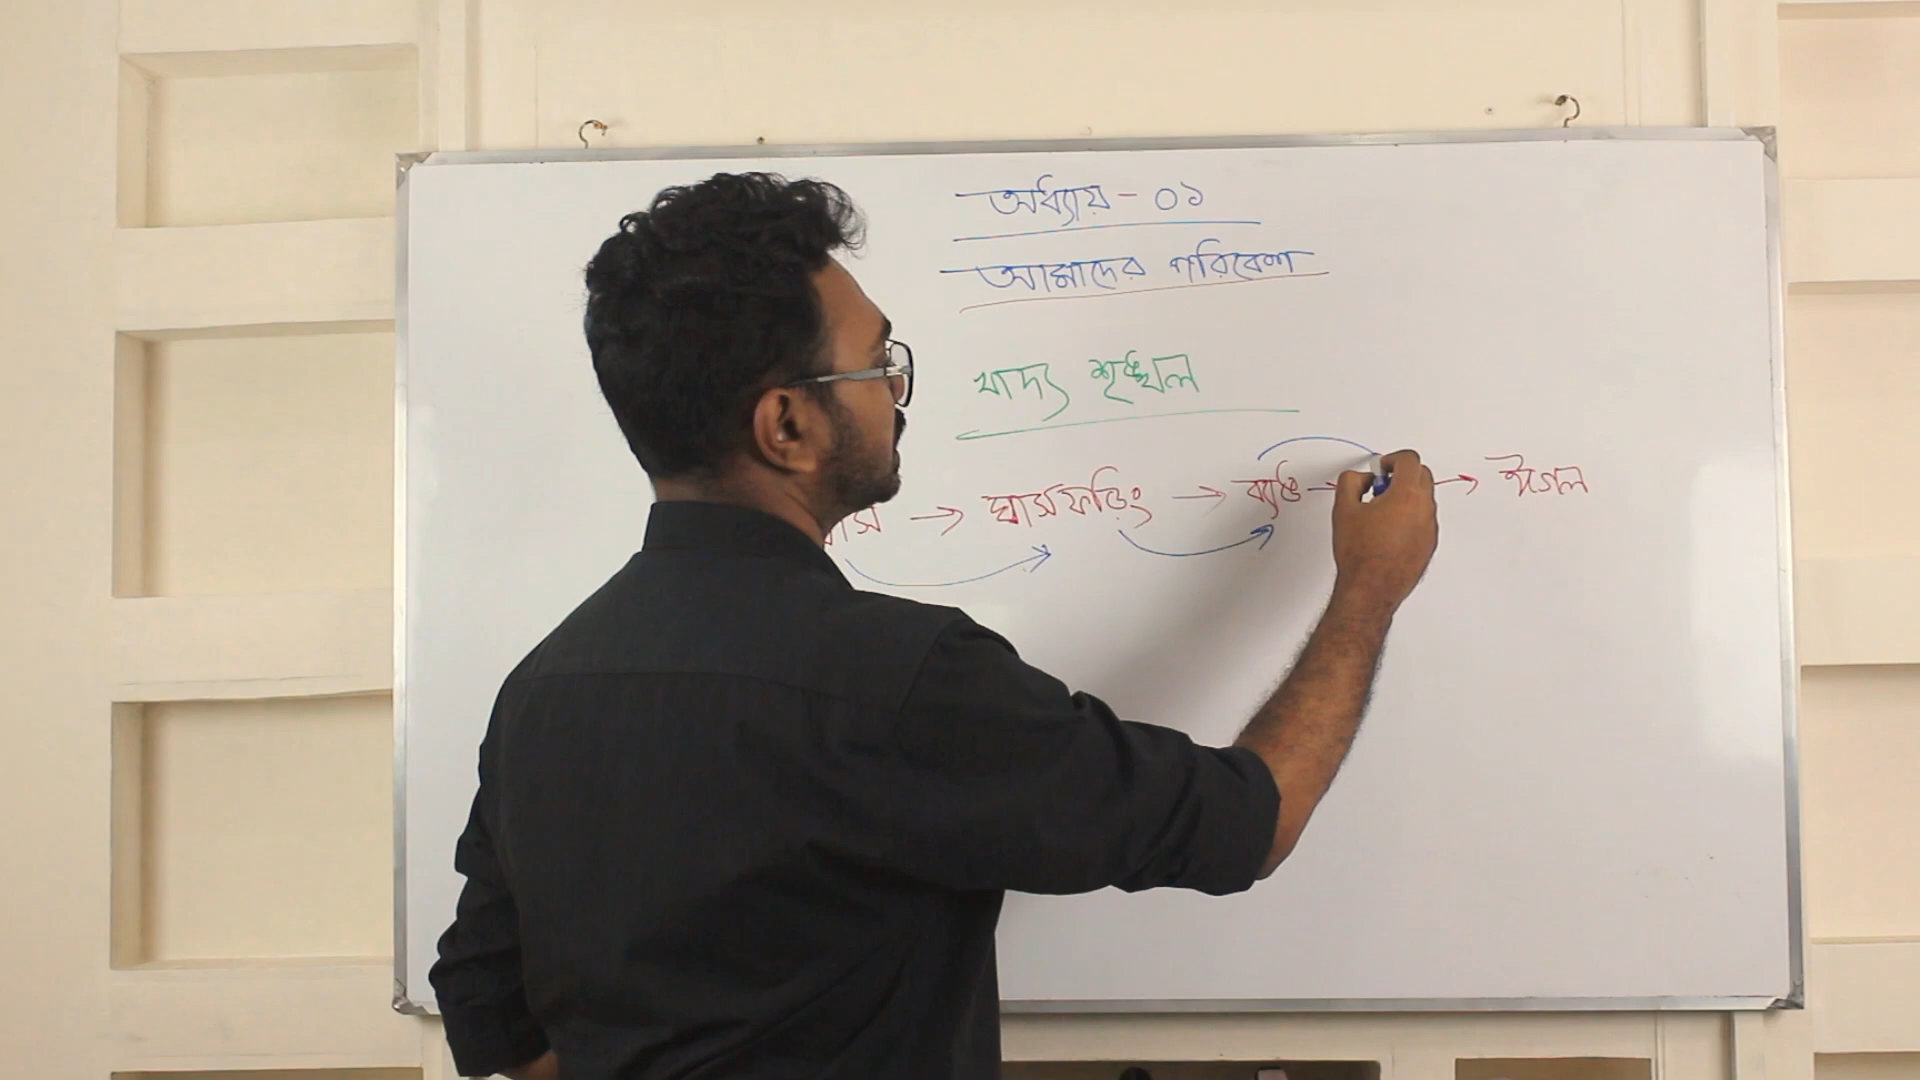 অধ্যায় - ০১
আমাদের পরিবেশ
খাদ্য শৃঙ্খল
→ ঘাসফড়িং → ব্যাঙ → → ঈগল